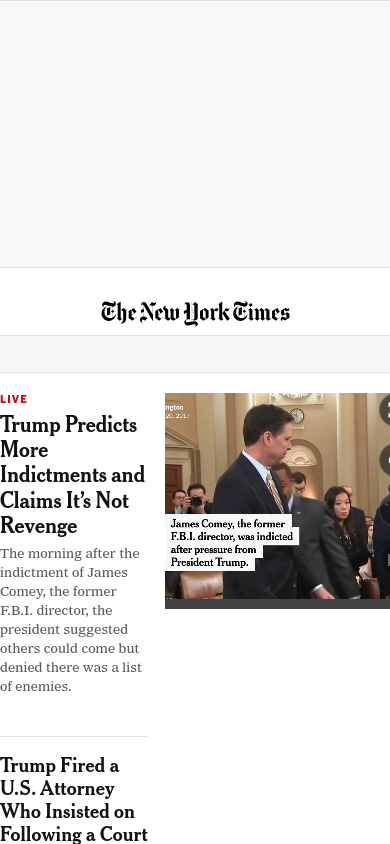 The New York Times
LIVE
Trump Predicts
More
Indictments and
Claims It’s Not
Revenge
The morning after the
indictment of James
Comey, the former
F.B.I. director, the
president suggested
others could come but
denied there was a list
of enemies.
ngton
20, 2017
James Comey, the former
F.B.I. director, was indicted
after pressure from
President Trump.
Trump Fired a
U.S. Attorney
Who Insisted on
Following a Court